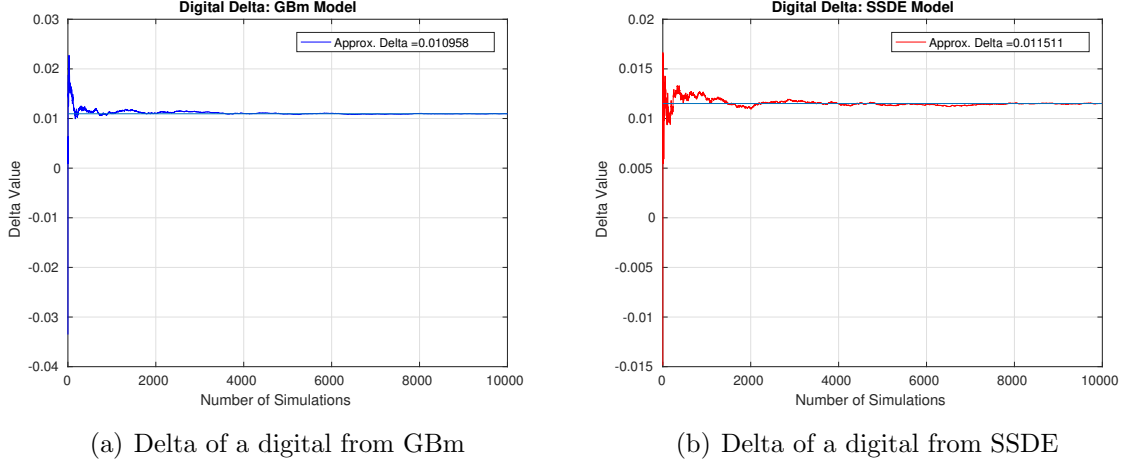 Digital Delta: GBm Model
Approx. Delta =0.010958
0.03
0.02
0.01
0
-0.01
-0.02
-0.03
-0.04
Delta Value
0 2000 4000 6000 8000 10000
Number of Simulations
(a) Delta of a digital from GBm
Digital Delta: SSDE Model
Approx. Delta =0.011511
0.02
0.015
0.01
0.005
0
-0.005
-0.01
-0.015
Delta Value
0 2000 4000 6000 8000 10000
Number of Simulations
(b) Delta of a digital from SSDE